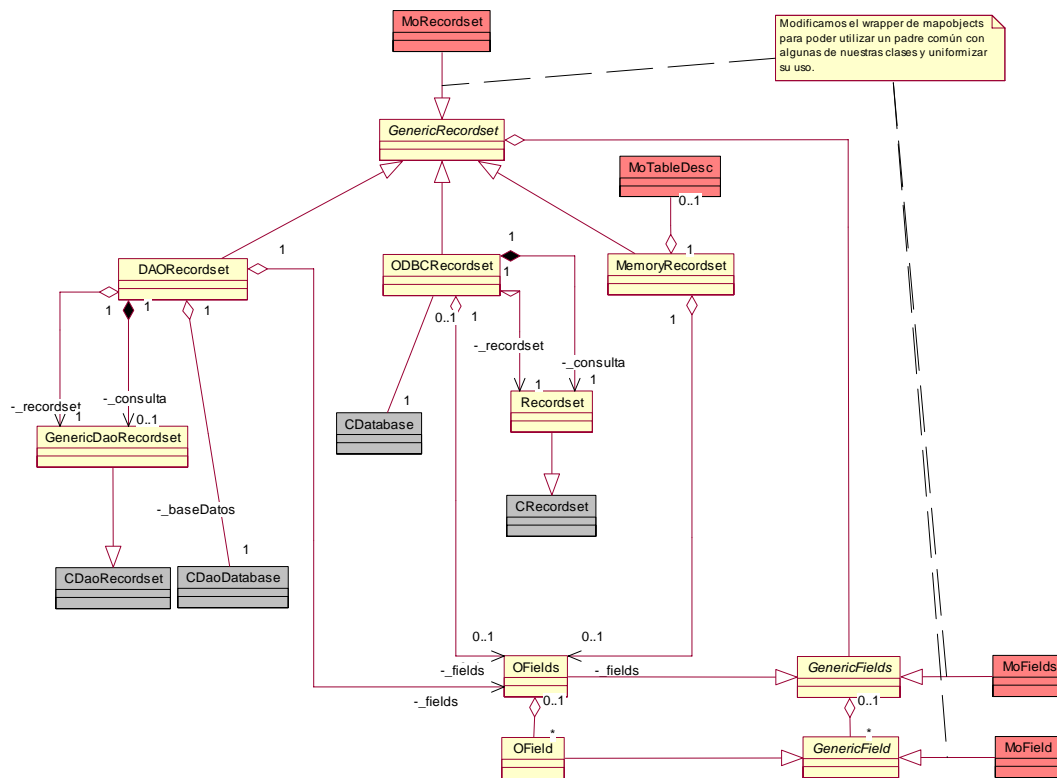 MoRecordset
Modificamos el wrapper de mapobjects
para poder utilizar un padre común con
algunas de nuestras clases y uniformizar
su uso.
GenericRecordset
MoTableDesc
0..1
1
1
1
DAORecordset
ODBCRecordset
1
MemoryRecordset
1
1
1
0..1
1
1
-_recordset
-_consulta
-_consulta
-_recordset
1
0..1
1
1
1
Recordset
CDatabase
GenericDaoRecordset
CRecordset
-_baseDatos
1
CDaoRecordset
CDaoDatabase
0..1
0..1
OFields
GenericFields
MoFields
-_fields
-_fields
-_fields
0..1
0..1
*
*
OField
GenericField
MoField